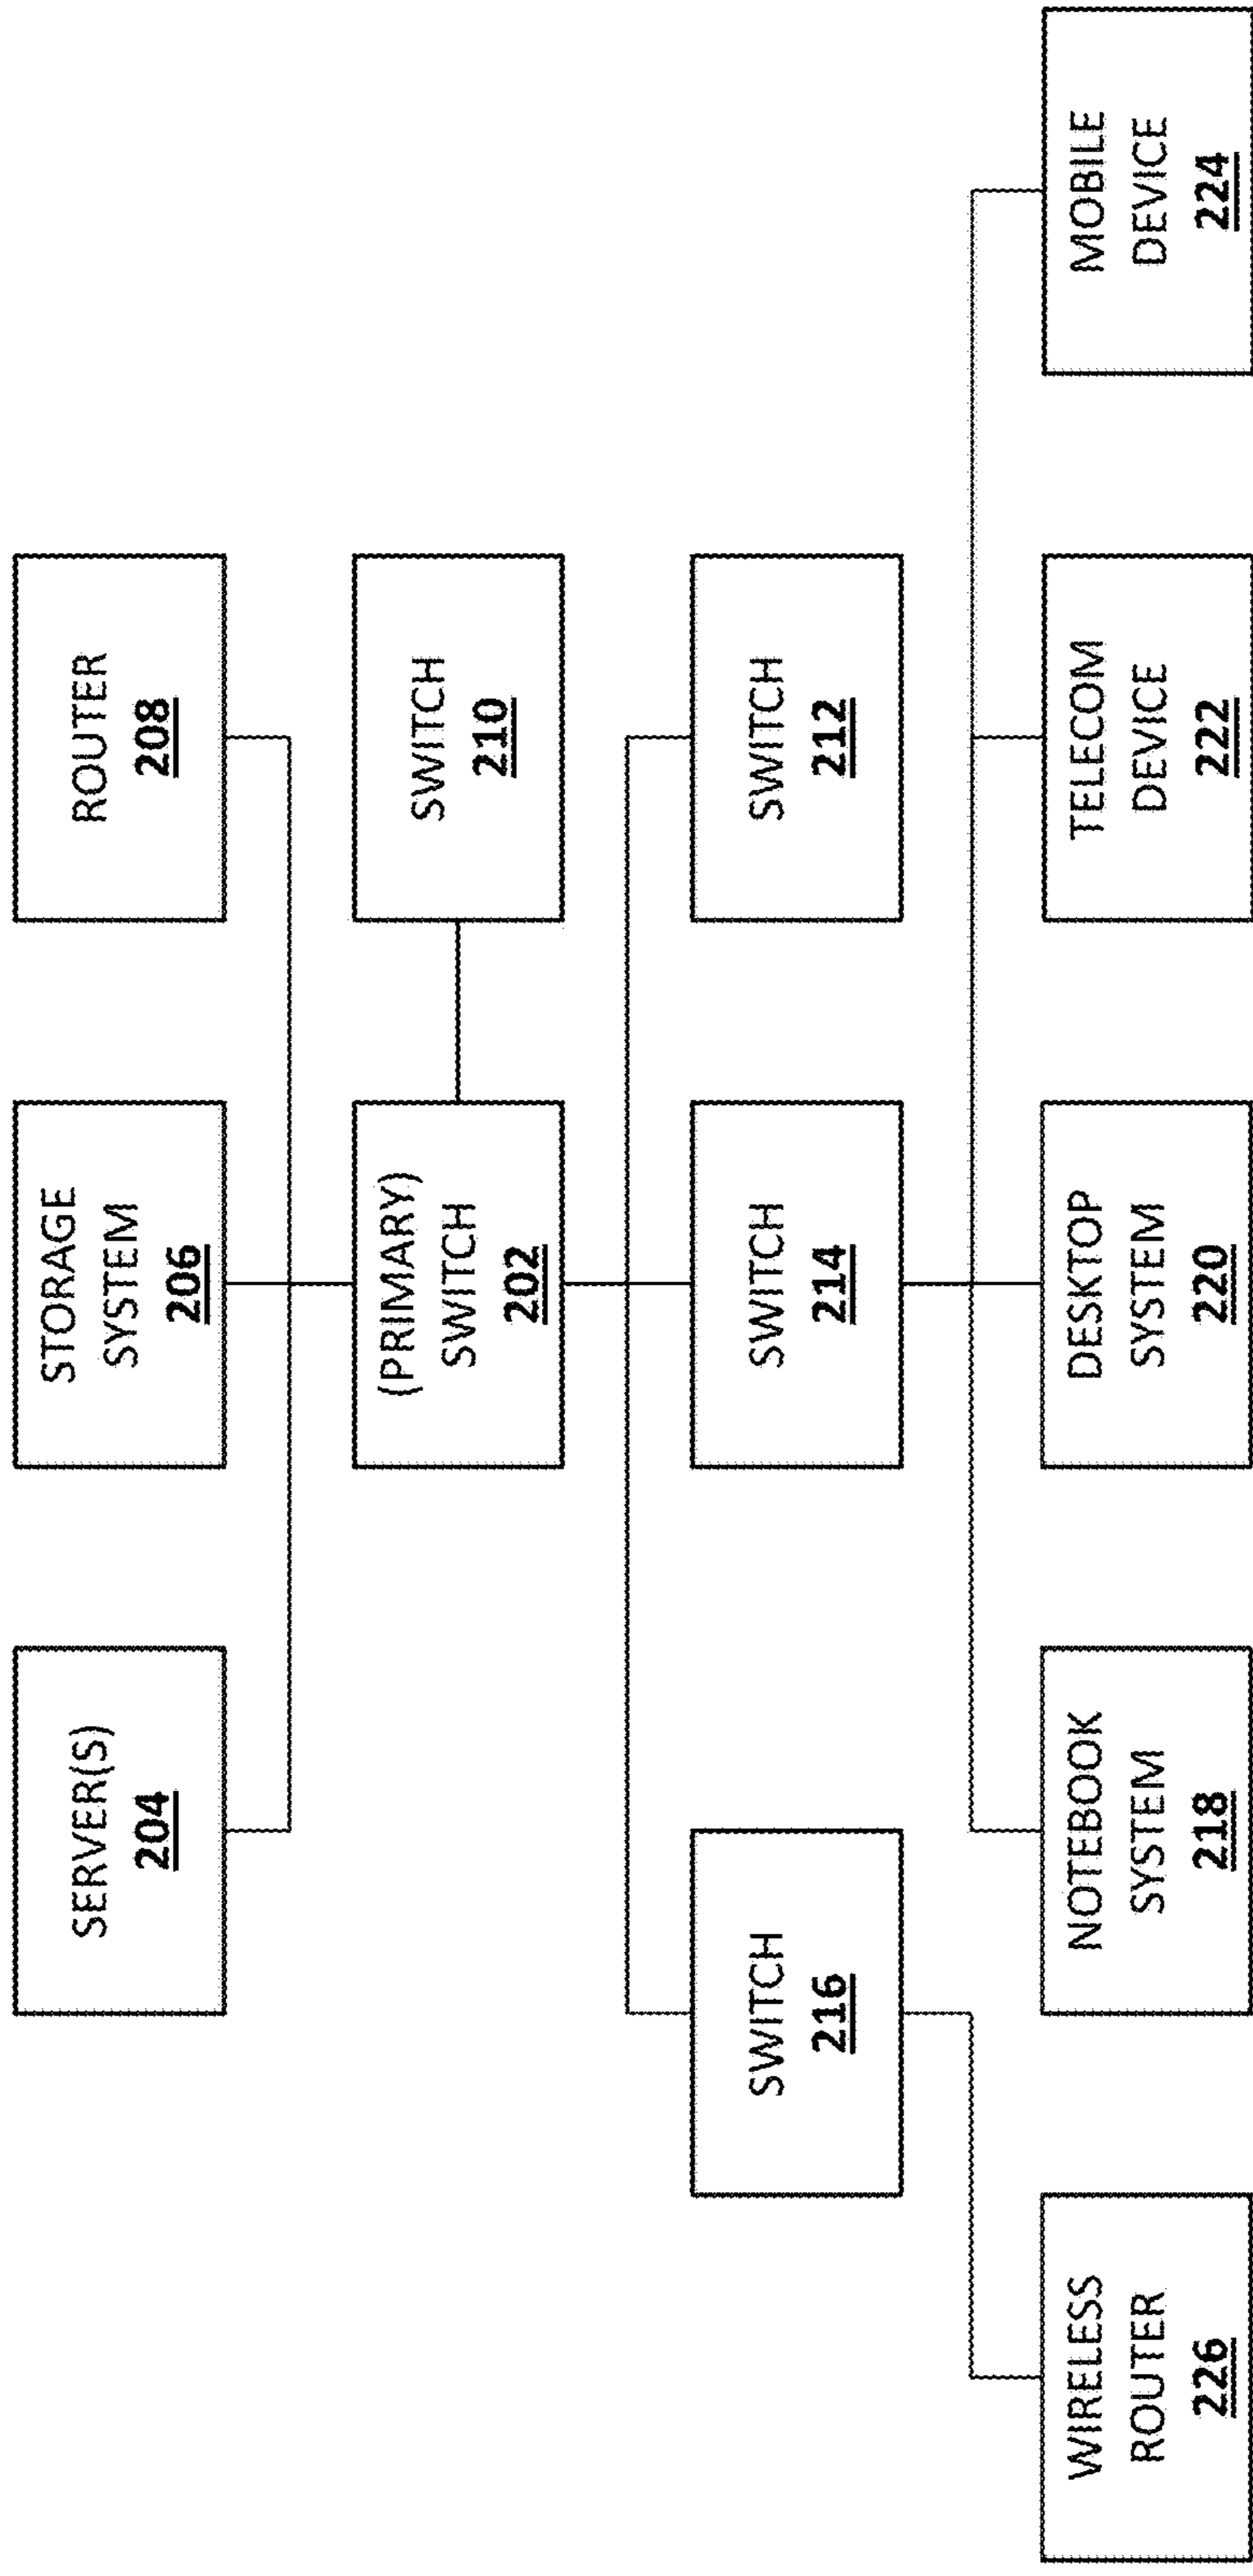 SERVER(S)
204
STORAGE
SYSTEM
206
ROUTER
208
(PRIMARY)
SWITCH
202
SWITCH
210
SWITCH
216
SWITCH
214
SWITCH
212
WIRELESS
ROUTER
226
NOTEBOOK
SYSTEM
218
DESKTOP
SYSTEM
220
TELECOM
DEVICE
222
MOBILE
DEVICE
224